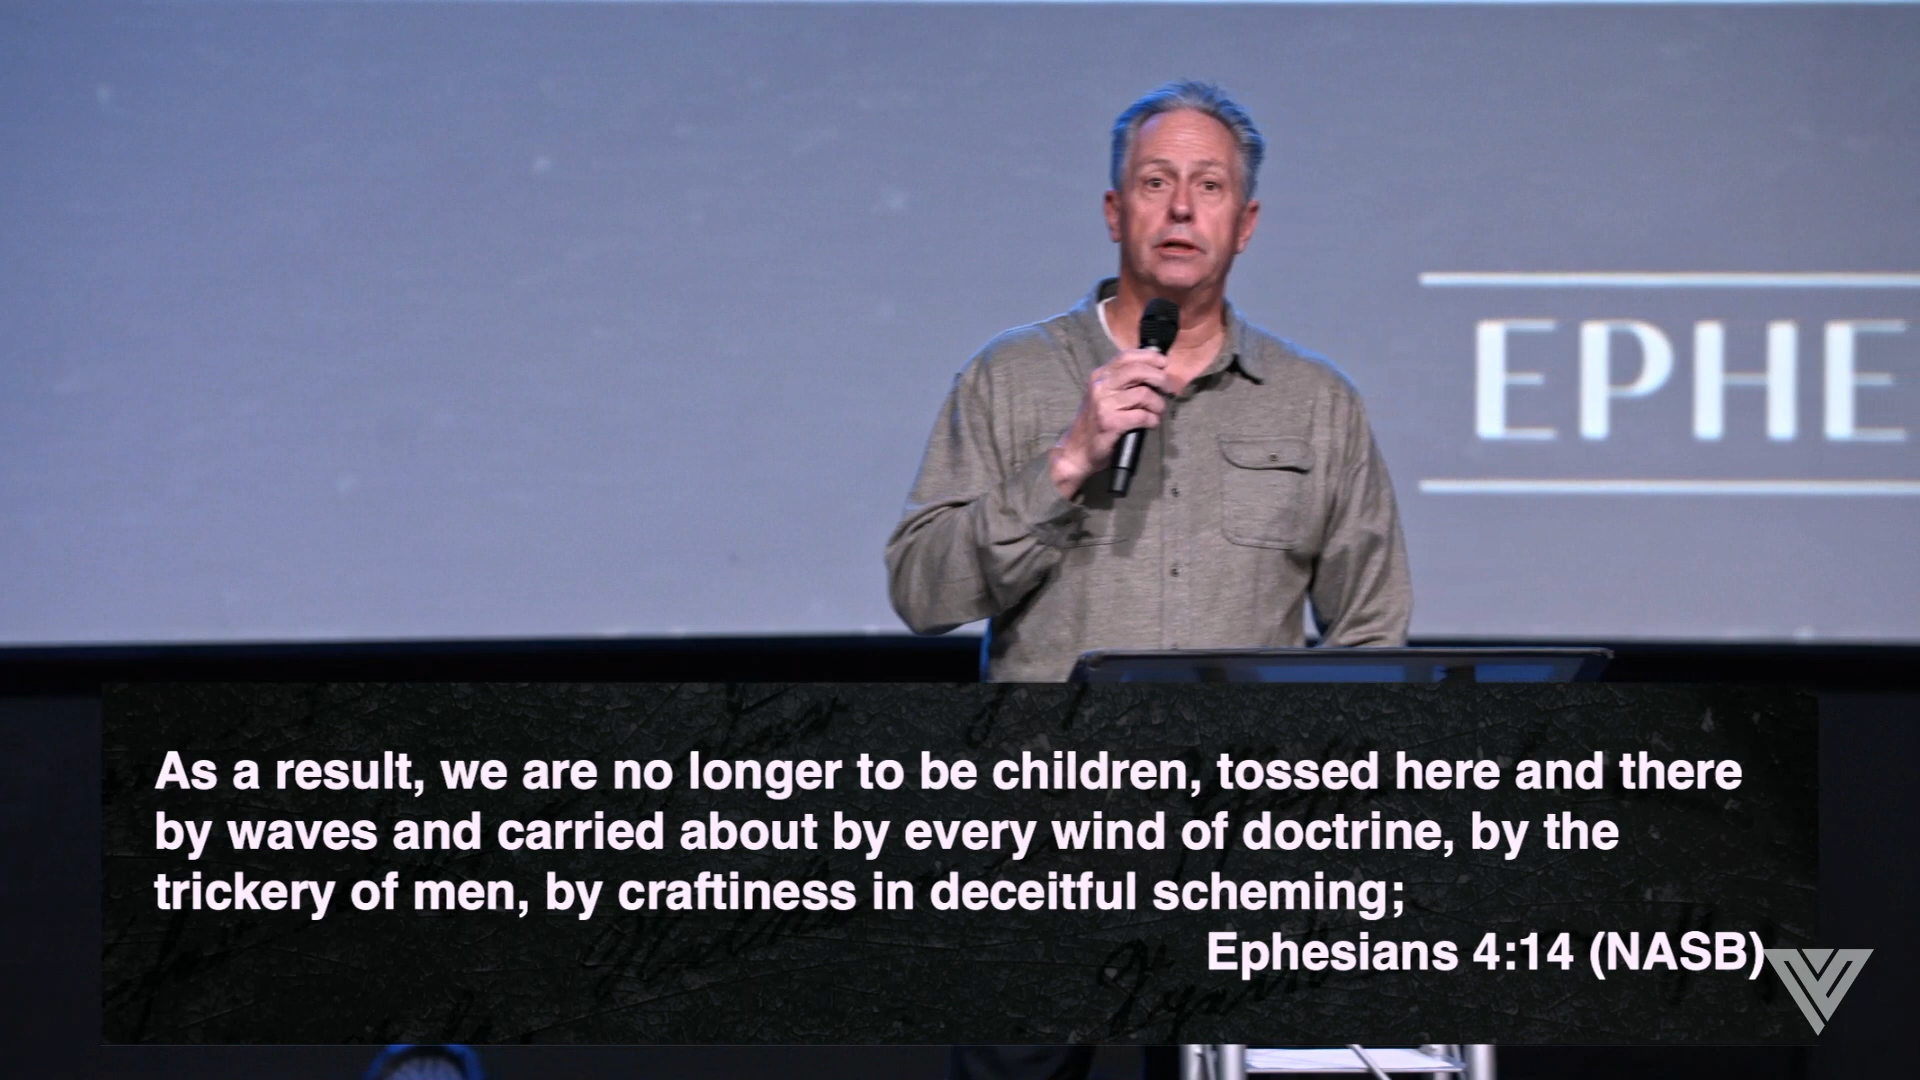 EPHE
As a result, we are no longer to be children, tossed here and there
by waves and carried about by every wind of doctrine, by the
trickery of men, by craftiness in deceitful scheming;
Ephesians 4:14 (NASB)